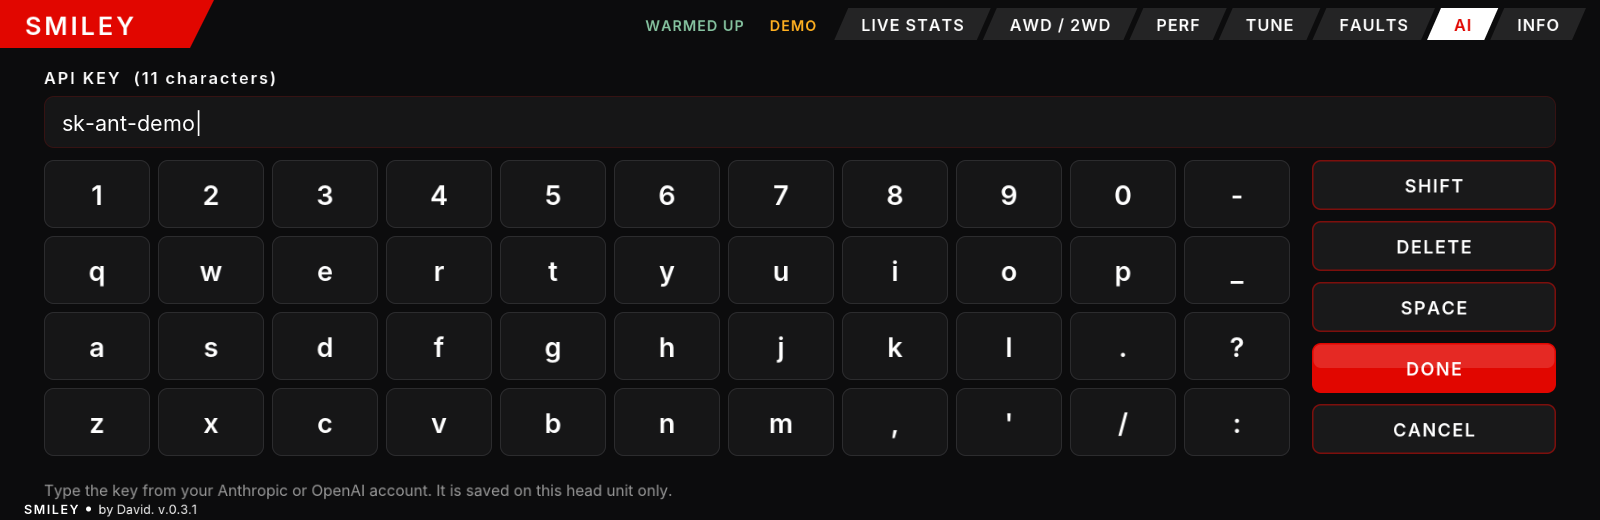 SMILEY WARMED UP DEMO LIVE STATS AWD / 2WD PERF TUNE FAULTS AI INFO
API KEY (11 characters)
sk-ant-demo
1 2 3 4 5 6 7 8 9 0 - SHIFT
q w e r t y u i o p _ DELETE
SPACE
a s d f g h j k l . ? DONE
z x c v b n m , ' / : CANCEL
Type the key from your Anthropic or OpenAI account. It is saved on this head unit only.
SMILEY • by David. v.0.3.1